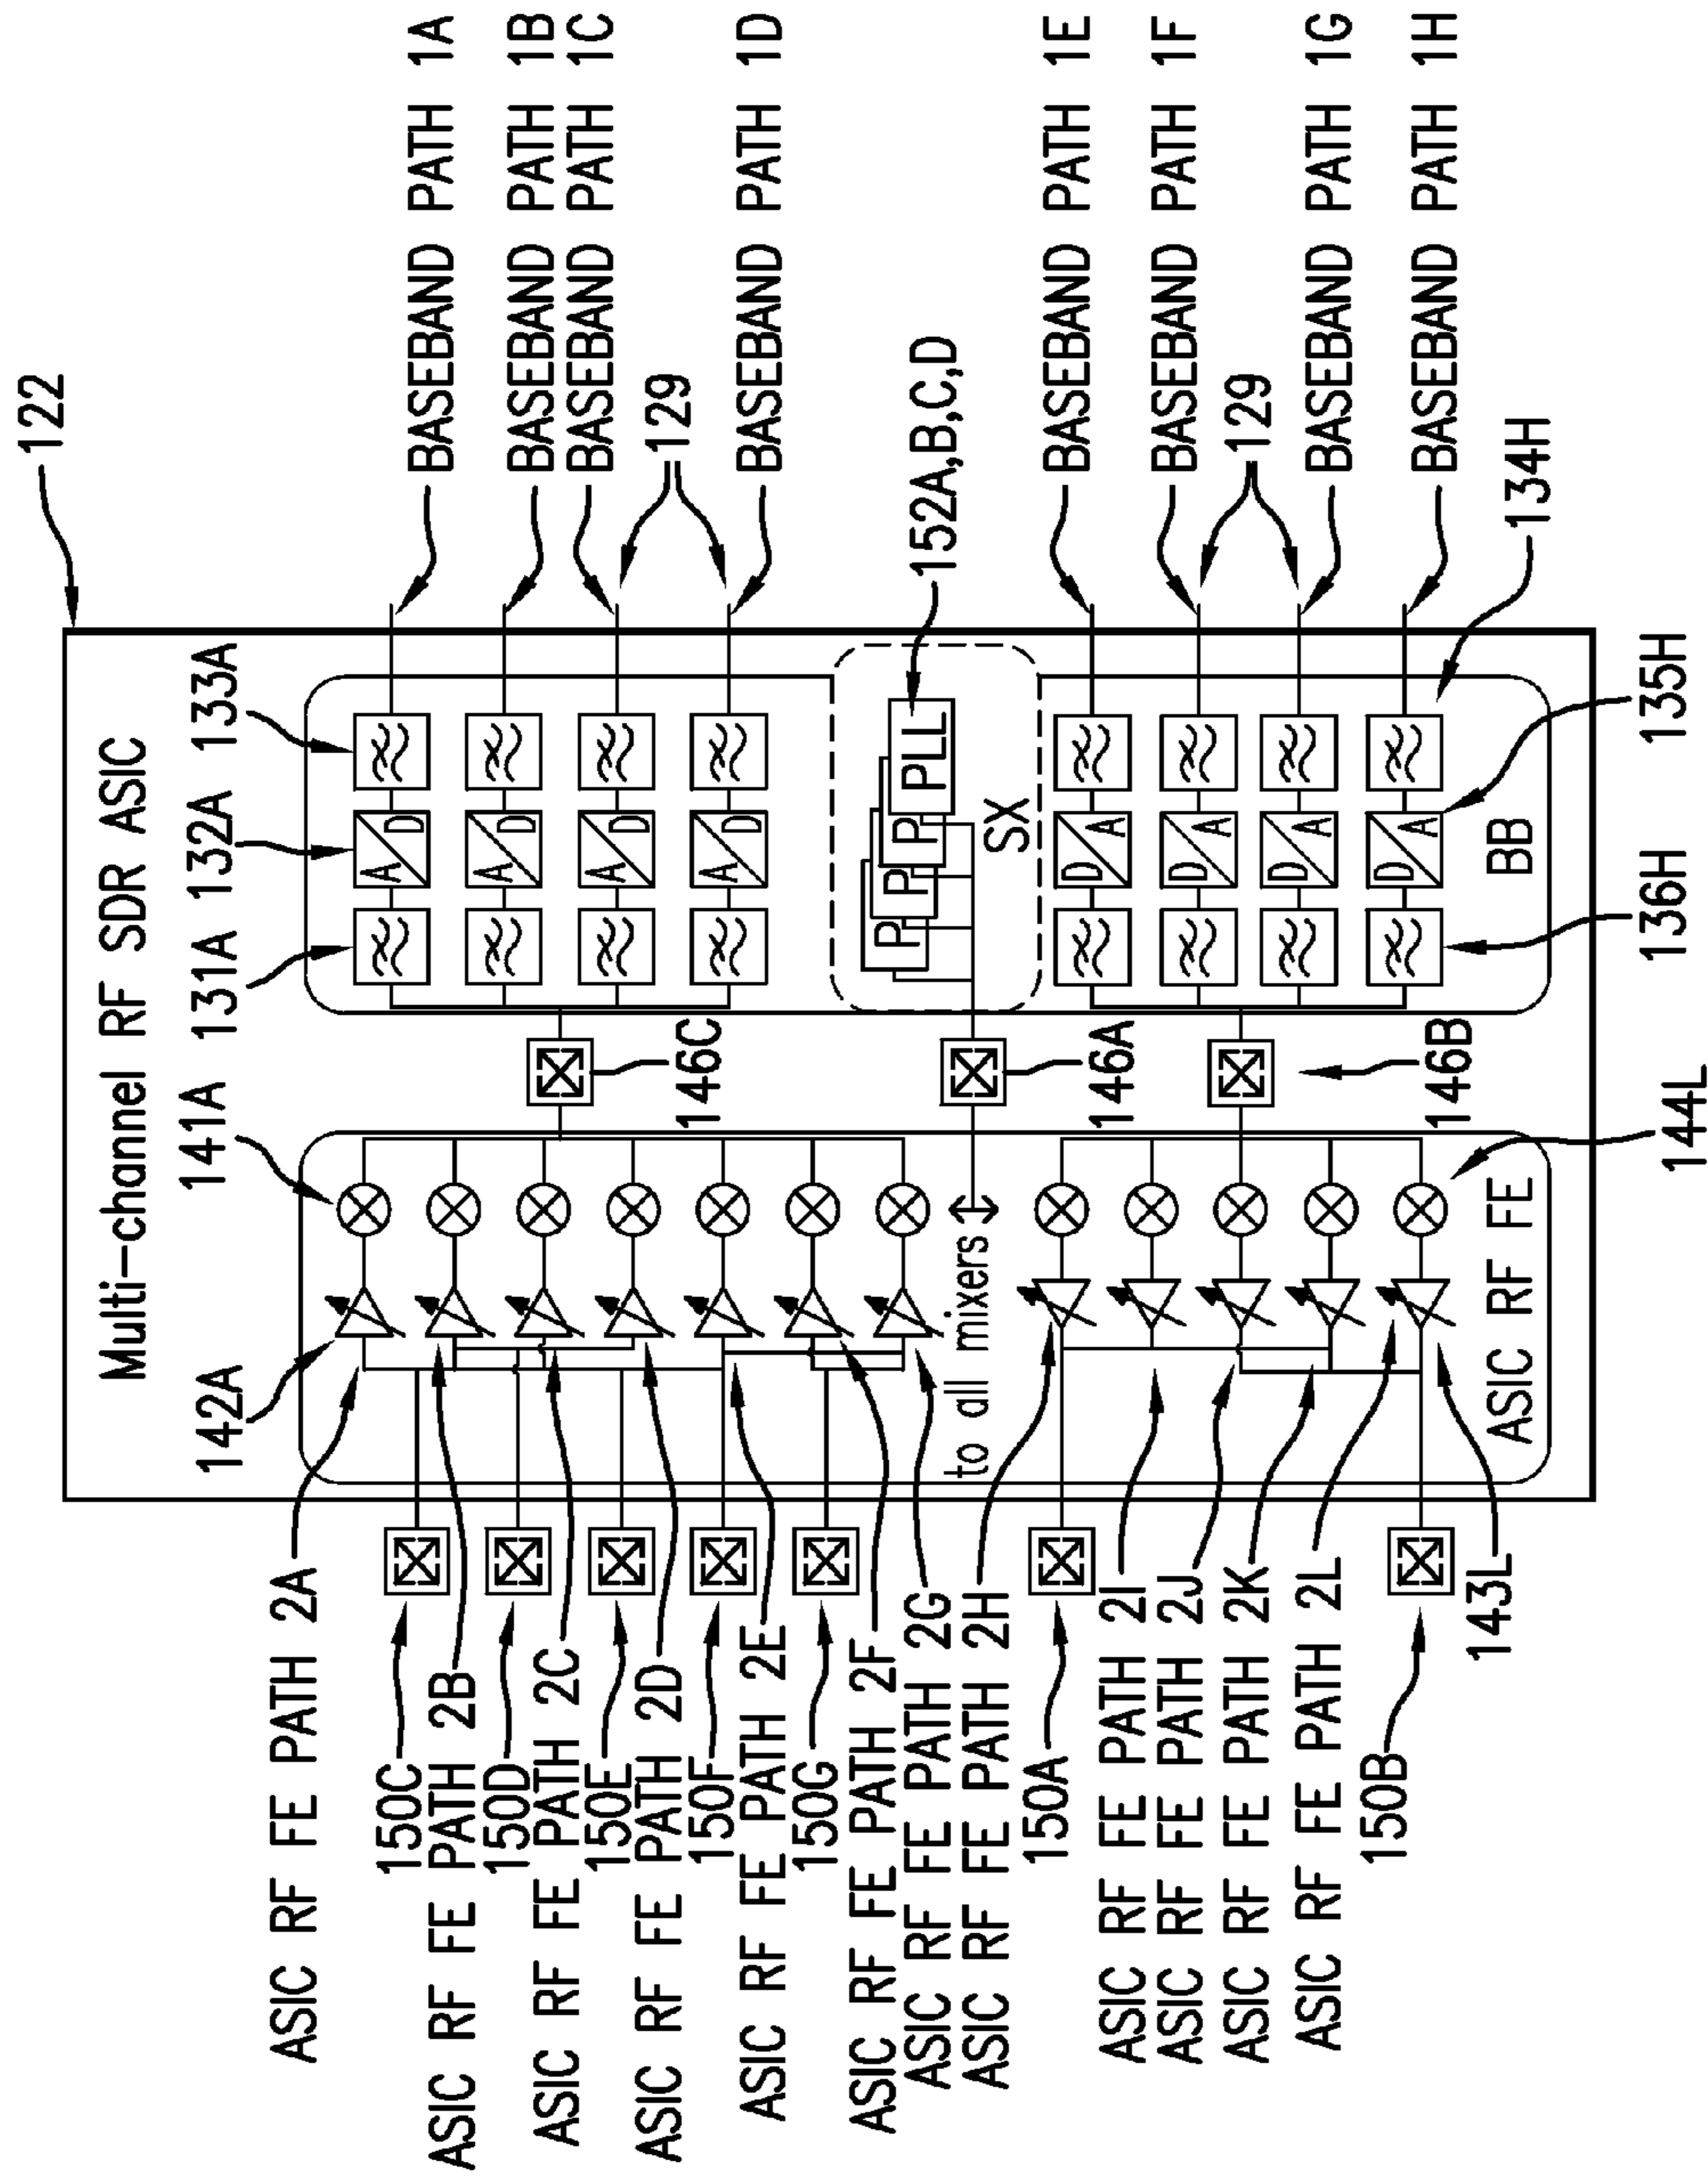 122
Multi-channel RF SDR ASIC
142A
141A
131A
132A
133A
A
D
A
D
A
D
A
D
146C
P
P
P
PLL
SX
152A,B,C,D
146A
to all mixers
D
A
D
A
D
A
D
A
146B
BB
ASIC RF FE
144L
136H
135H
134H
143L
ASIC RF FE PATH 2A
150C
ASIC RF FE PATH 2B
150D
ASIC RF FE PATH 2C
150E
ASIC RF FE PATH 2D
150F
ASIC RF FE PATH 2E
150G
ASIC RF FE PATH 2F
ASIC RF FE PATH 2G
ASIC RF FE PATH 2H
150A
ASIC RF FE PATH 2I
ASIC RF FE PATH 2J
ASIC RF FE PATH 2K
ASIC RF FE PATH 2L
150B
BASEBAND PATH 1A
BASEBAND PATH 1B
BASEBAND PATH 1C
129
BASEBAND PATH 1D
BASEBAND PATH 1E
BASEBAND PATH 1F
129
BASEBAND PATH 1G
BASEBAND PATH 1H